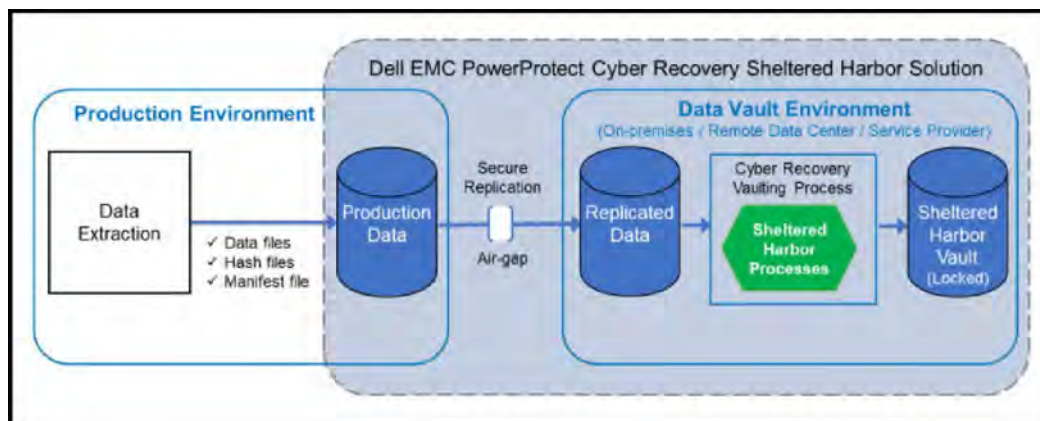 Dell EMC PowerProtect Cyber Recovery Sheltered Harbor Solution
Production Environment
Data Vault Environment
(On-premises / Remote Data Center / Service Provider)
Data
Extraction
✓ Data files
✓ Hash files
✓ Manifest file
Production
Data
Secure
Replication
Air-gap
Replicated
Data
Cyber Recovery
Vaulting Process
Sheltered
Harbor
Processes
Sheltered
Harbor
Vault
(Locked)